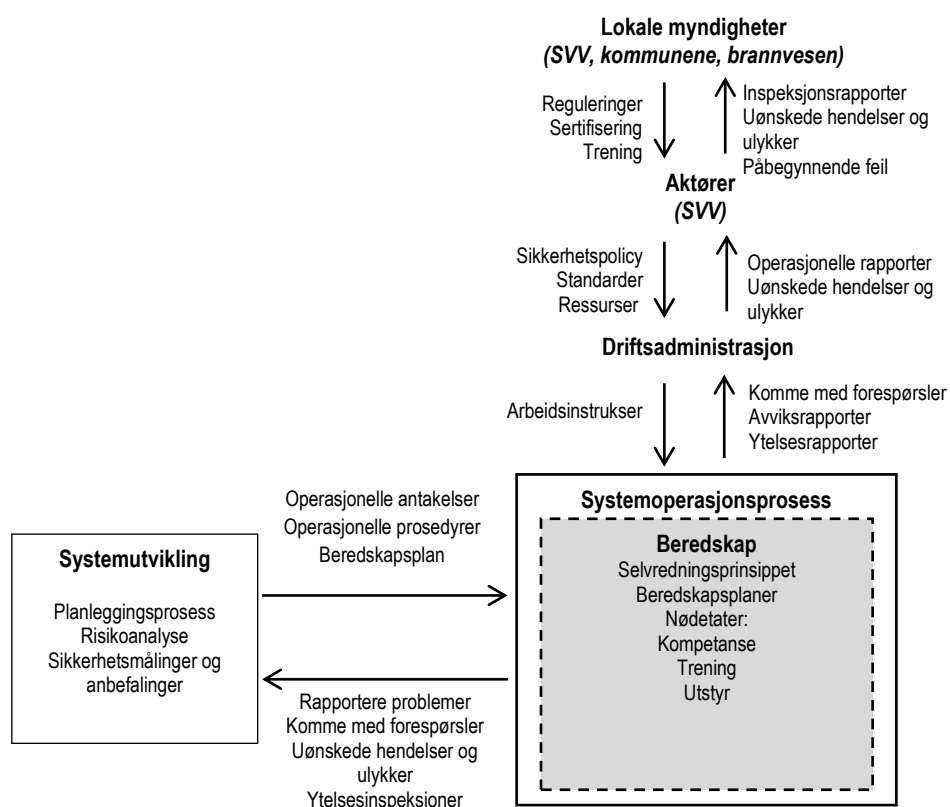 Lokale myndigheter
(SVV, kommunene, brannvesen)
Reguleringer
Sertifisering
Trening
Inspeksjonsrapporter
Uønskede hendelser og
ulykker
Påbegynnende feil
Aktører
(SVV)
Sikkerhetspolicy
Standarder
Ressurser
Operasjonelle rapporter
Uønskede hendelser og
ulykker
Driftsadministrasjon
Arbeidsinstrukser
Komme med forespørsler
Avviksrapporter
Ytelsesrapporter
Systemutvikling
Planleggingsprosess
Risikoanalyse
Sikkerhetsmålinger og
anbefalinger
Operasjonelle antakelser
Operasjonelle prosedyrer
Beredskapsplan
Rapportere problemer
Komme med forespørsler
Uønskede hendelser og
ulykker
Ytelsesinspeksjoner
Systemoperasjonsprosess
Beredskap
Selvredningsprinsippet
Beredskapsplaner
Nødetater:
Kompetanse
Trening
Utstyr